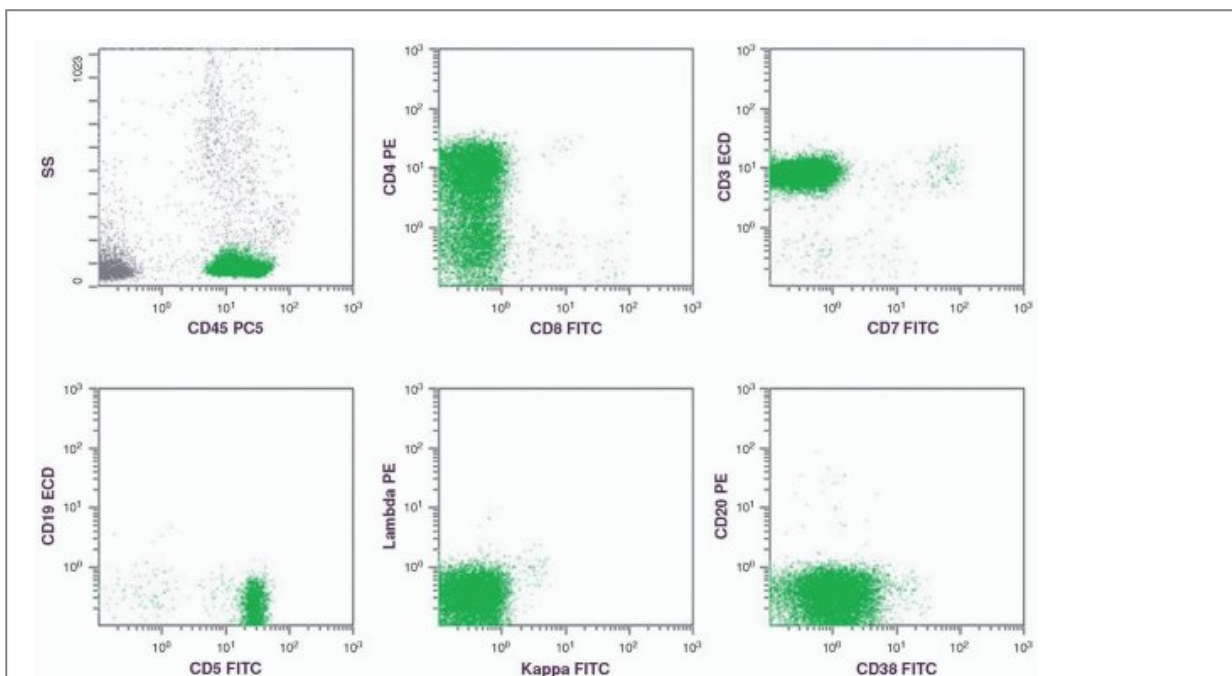 1023
SS
0
10⁰ 10¹ 10² 10³
CD45 PC5
10³
10²
CD4 PE
10¹
10⁰
10⁰ 10¹ 10² 10³
CD8 FITC
10³
10²
CD3 ECD
10¹
10⁰
10⁰ 10¹ 10² 10³
CD7 FITC
10³
10²
CD19 ECD
10¹
10⁰
10⁰ 10¹ 10² 10³
CD5 FITC
10³
10²
Lambda PE
10¹
10⁰
10⁰ 10¹ 10² 10³
Kappa FITC
10³
10²
CD20 PE
10¹
10⁰
10⁰ 10¹ 10² 10³
CD38 FITC